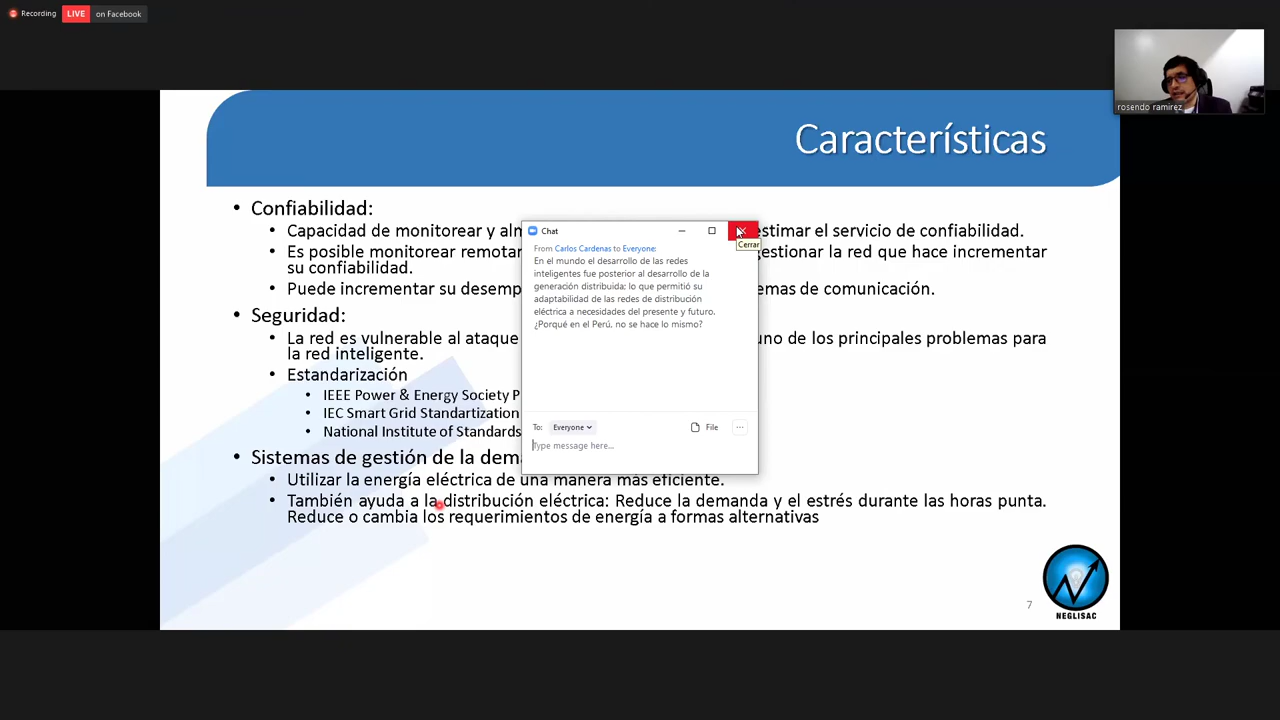 Recording LIVE on Facebook
rosendo ramirez
Características
• Confiabilidad:
• Capacidad de monitorear y estimar el servicio de confiabilidad.
• Es posible monitorear gestionar la red que hace incrementar
su confiabilidad.
• Puede incrementar su de comunicación.
• Seguridad:
• La red es vulnerable al ataque uno de los principales problemas para
la red inteligente.
• Estandarización
• IEEE Power & Energy Society
• IEC Smart Grid Standartization
• National Institute of Standards
• Sistemas de gestión de la
• Utilizar la energía eléctrica de una manera más eficiente.
• También ayuda a la distribución eléctrica: Reduce la demanda y el estrés durante las horas punta.
Reduce o cambia los requerimientos de energía a formas alternativas
7
NEGLISAC
Chat
Cerrar
From Carlos Cardenas to Everyone:
En el mundo el desarrollo de las redes
inteligentes fue posterior al desarrollo de la
generación distribuida; lo que permitió su
adaptabilidad de las redes de distribución
eléctrica a necesidades del presente y futuro.
¿Porqué en el Perú, no se hace lo mismo?
To: Everyone File
Type message here...